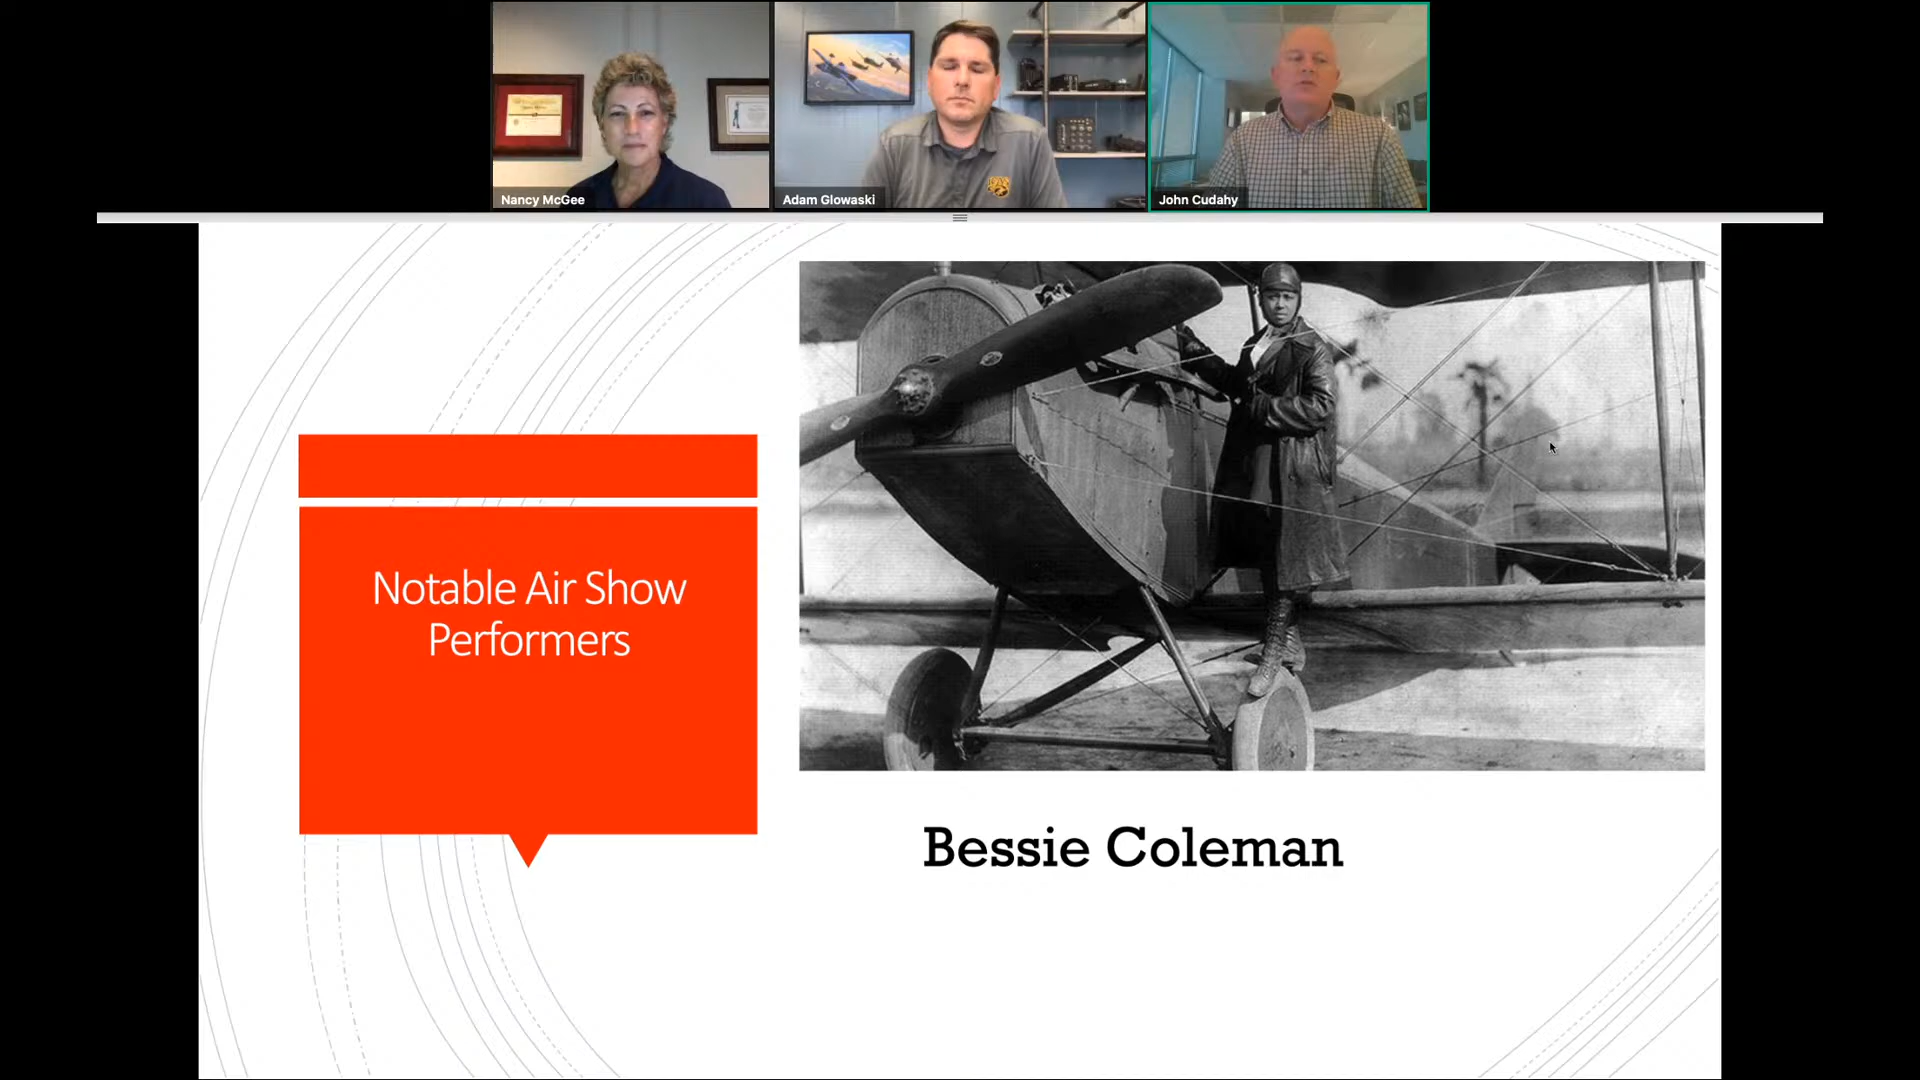 Nancy McGee
Adam Glowaski
John Cudahy
Notable Air Show
Performers
Bessie Coleman